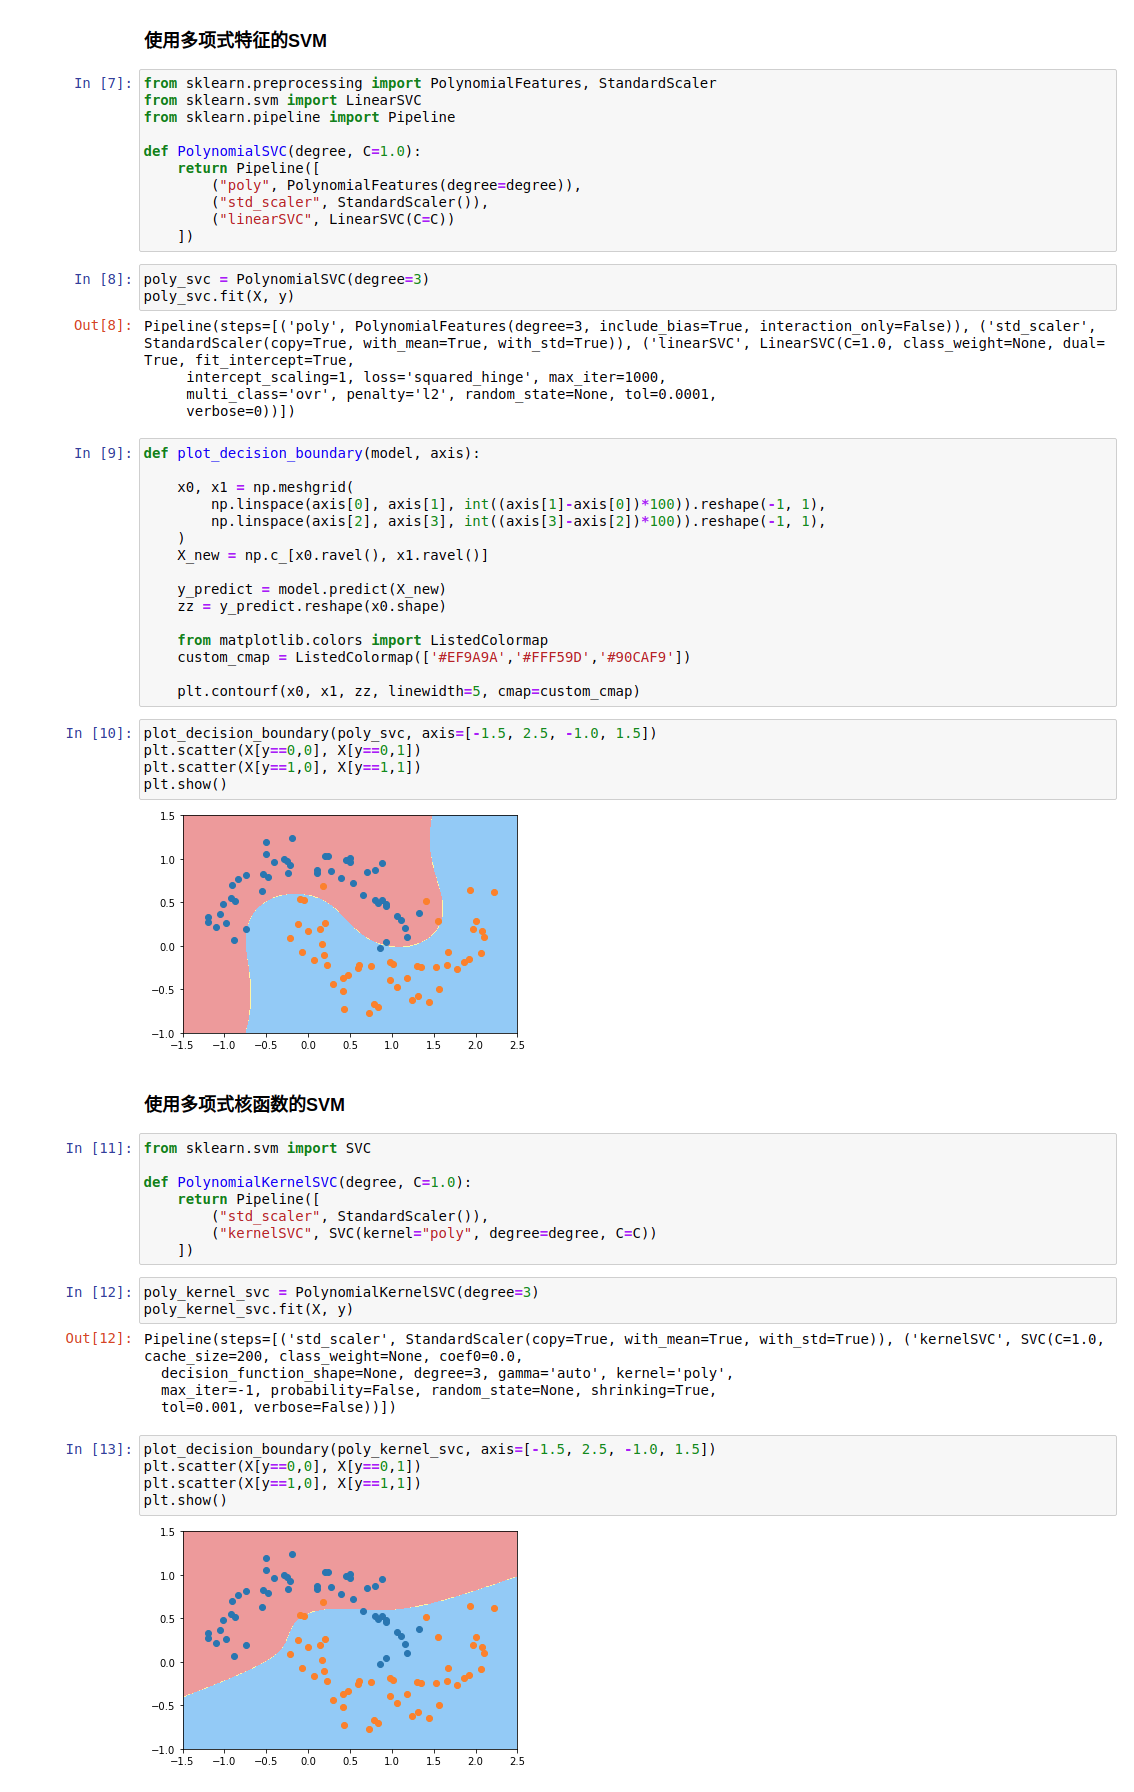 使用多项式特征的SVM
In [7]: from sklearn.preprocessing import PolynomialFeatures, StandardScaler
from sklearn.svm import LinearSVC
from sklearn.pipeline import Pipeline
def PolynomialSVC(degree, C=1.0):
    return Pipeline([
        ("poly", PolynomialFeatures(degree=degree)),
        ("std_scaler", StandardScaler()),
        ("linearSVC", LinearSVC(C=C))
    ])
In [8]: poly_svc = PolynomialSVC(degree=3)
poly_svc.fit(X, y)
Out[8]: Pipeline(steps=[('poly', PolynomialFeatures(degree=3, include_bias=True, interaction_only=False)), ('std_scaler',
StandardScaler(copy=True, with_mean=True, with_std=True)), ('linearSVC', LinearSVC(C=1.0, class_weight=None, dual=
True, fit_intercept=True,
     intercept_scaling=1, loss='squared_hinge', max_iter=1000,
     multi_class='ovr', penalty='l2', random_state=None, tol=0.0001,
     verbose=0))])
In [9]: def plot_decision_boundary(model, axis):
    x0, x1 = np.meshgrid(
        np.linspace(axis[0], axis[1], int((axis[1]-axis[0])*100)).reshape(-1, 1),
        np.linspace(axis[2], axis[3], int((axis[3]-axis[2])*100)).reshape(-1, 1),
    )
    X_new = np.c_[x0.ravel(), x1.ravel()]
    y_predict = model.predict(X_new)
    zz = y_predict.reshape(x0.shape)
    from matplotlib.colors import ListedColormap
    custom_cmap = ListedColormap(['#EF9A9A','#FFF59D','#90CAF9'])
    plt.contourf(x0, x1, zz, linewidth=5, cmap=custom_cmap)
In [10]: plot_decision_boundary(poly_svc, axis=[-1.5, 2.5, -1.0, 1.5])
plt.scatter(X[y==0,0], X[y==0,1])
plt.scatter(X[y==1,0], X[y==1,1])
plt.show()
1.5
1.0
0.5
0.0
−0.5
−1.0
−1.5 −1.0 −0.5 0.0 0.5 1.0 1.5 2.0 2.5
使用多项式核函数的SVM
In [11]: from sklearn.svm import SVC
def PolynomialKernelSVC(degree, C=1.0):
    return Pipeline([
        ("std_scaler", StandardScaler()),
        ("kernelSVC", SVC(kernel="poly", degree=degree, C=C))
    ])
In [12]: poly_kernel_svc = PolynomialKernelSVC(degree=3)
poly_kernel_svc.fit(X, y)
Out[12]: Pipeline(steps=[('std_scaler', StandardScaler(copy=True, with_mean=True, with_std=True)), ('kernelSVC', SVC(C=1.0,
cache_size=200, class_weight=None, coef0=0.0,
  decision_function_shape=None, degree=3, gamma='auto', kernel='poly',
  max_iter=-1, probability=False, random_state=None, shrinking=True,
  tol=0.001, verbose=False))])
In [13]: plot_decision_boundary(poly_kernel_svc, axis=[-1.5, 2.5, -1.0, 1.5])
plt.scatter(X[y==0,0], X[y==0,1])
plt.scatter(X[y==1,0], X[y==1,1])
plt.show()
1.5
1.0
0.5
0.0
−0.5
−1.0
−1.5 −1.0 −0.5 0.0 0.5 1.0 1.5 2.0 2.5